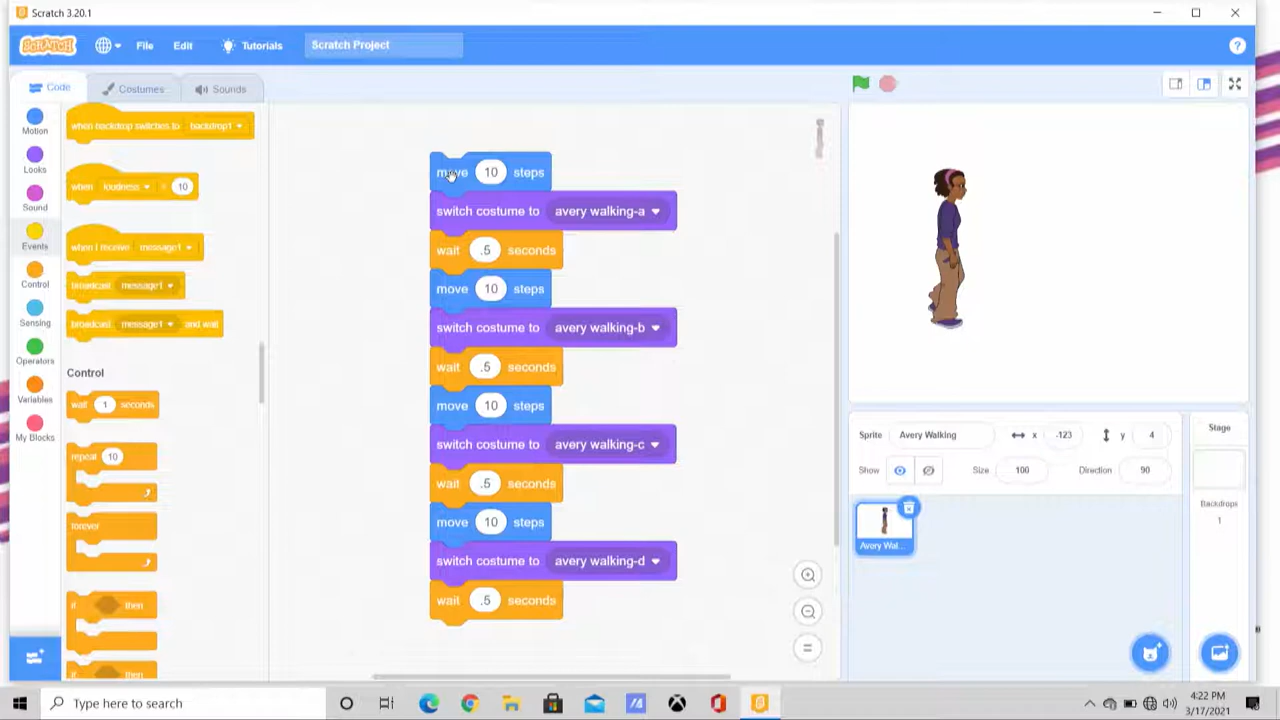 Scratch 3.20.1
SCRATCH File Edit Tutorials Scratch Project ?
Code Costumes Sounds
Motion
Looks
Sound
Events
Control
Sensing
Operators
Variables
My Blocks
when backdrop switches to backdrop1
when loudness > 10
when I receive message1
broadcast message1
broadcast message1 and wait
Control
wait 1 seconds
repeat 10
forever
if then
if then
move 10 steps
switch costume to avery walking-a
wait .5 seconds
move 10 steps
switch costume to avery walking-b
wait .5 seconds
move 10 steps
switch costume to avery walking-c
wait .5 seconds
move 10 steps
switch costume to avery walking-d
wait .5 seconds
Sprite Avery Walking x -123 y 4
Show Size 100 Direction 90
Avery Wal...
Stage
Backdrops
1
Type here to search
4:22 PM
3/17/2021